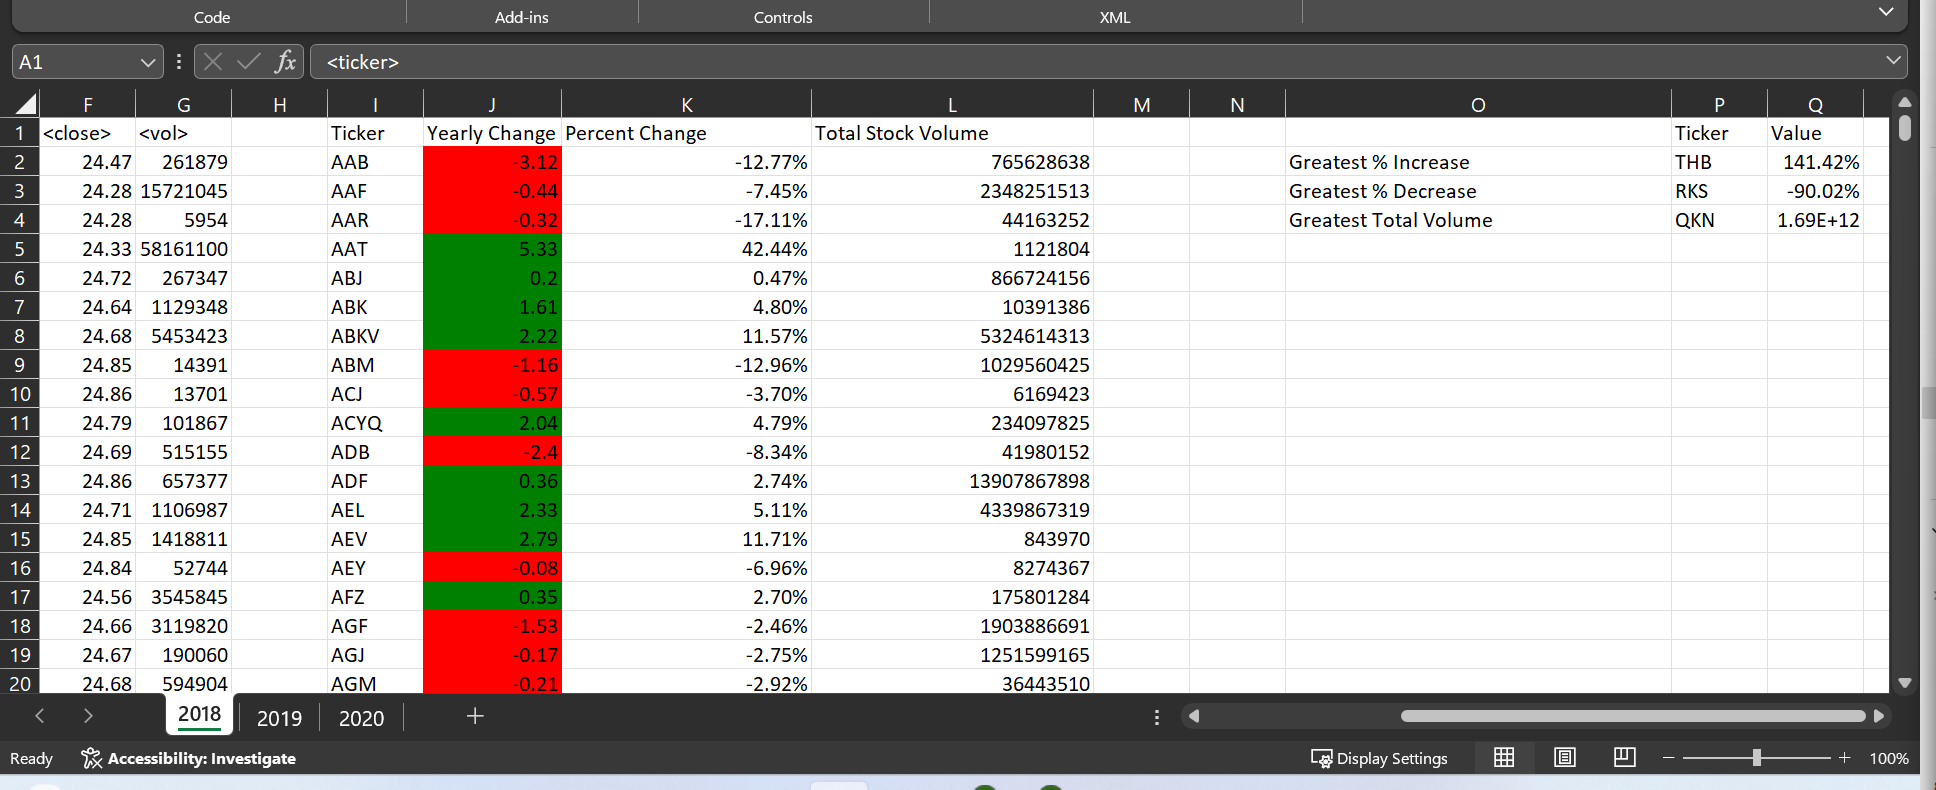 Code Add-ins Controls XML
A1 fx <ticker>
F G H I J K L M N O P Q
1 <close> <vol> Ticker Yearly Change Percent Change Total Stock Volume Ticker Value
2 24.47 261879 AAB -3.12 -12.77% 765628638 Greatest % Increase THB 141.42%
3 24.28 15721045 AAF -0.44 -7.45% 2348251513 Greatest % Decrease RKS -90.02%
4 24.28 5954 AAR -0.32 -17.11% 44163252 Greatest Total Volume QKN 1.69E+12
5 24.33 58161100 AAT 5.33 42.44% 1121804
6 24.72 267347 ABJ 0.2 0.47% 866724156
7 24.64 1129348 ABK 1.61 4.80% 10391386
8 24.68 5453423 ABKV 2.22 11.57% 5324614313
9 24.85 14391 ABM -1.16 -12.96% 1029560425
10 24.86 13701 ACJ -0.57 -3.70% 6169423
11 24.79 101867 ACYQ 2.04 4.79% 234097825
12 24.69 515155 ADB -2.4 -8.34% 41980152
13 24.86 657377 ADF 0.36 2.74% 13907867898
14 24.71 1106987 AEL 2.33 5.11% 4339867319
15 24.85 1418811 AEV 2.79 11.71% 843970
16 24.84 52744 AEY -0.08 -6.96% 8274367
17 24.56 3545845 AFZ 0.35 2.70% 175801284
18 24.66 3119820 AGF -1.53 -2.46% 1903886691
19 24.67 190060 AGJ -0.17 -2.75% 1251599165
20 24.68 594904 AGM -0.21 -2.92% 36443510
2018 2019 2020
Ready Accessibility: Investigate Display Settings 100%